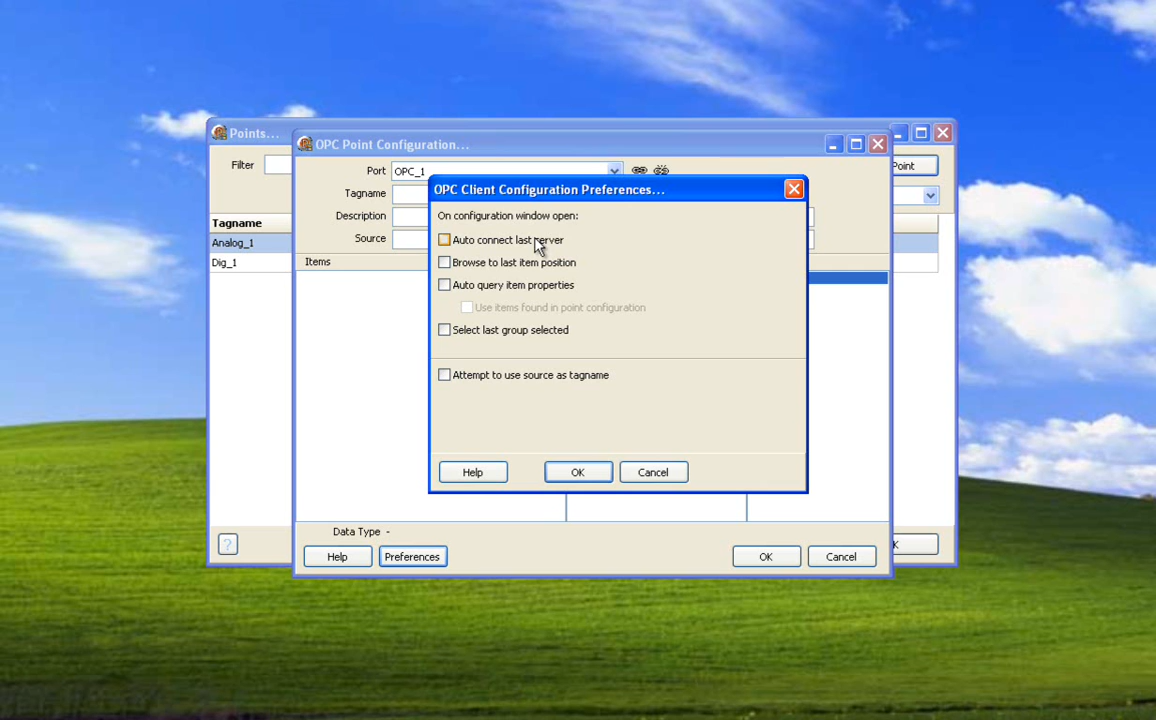 Points...
Filter
Point
Tagname
Analog_1
Dig_1
?
K
OPC Point Configuration...
Port OPC_1
Tagname
Description
Source
Items
Data Type -
Help Preferences OK Cancel
OPC Client Configuration Preferences...
On configuration window open:
Auto connect last server
Browse to last item position
Auto query item properties
Use items found in point configuration
Select last group selected
Attempt to use source as tagname
Help OK Cancel